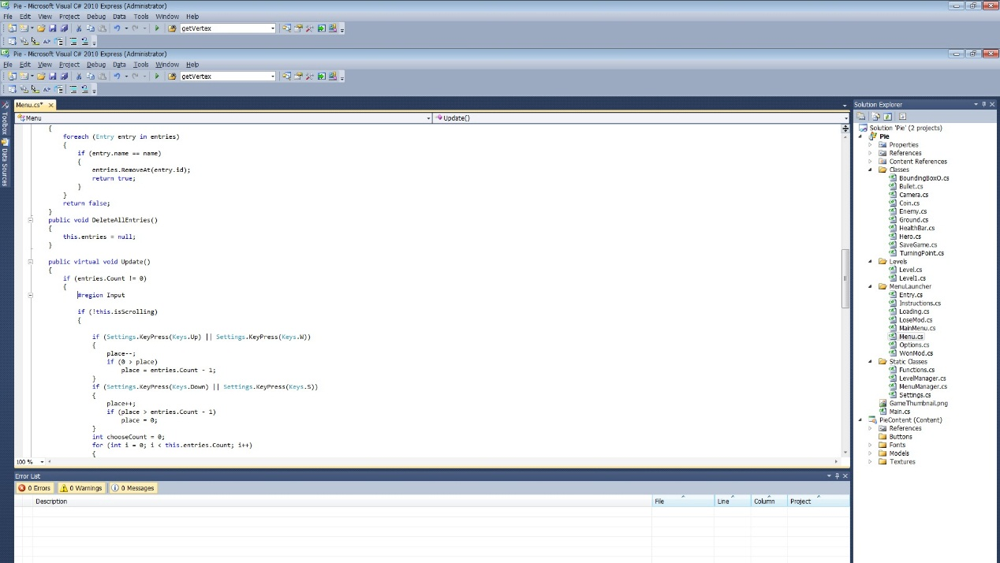 Pie - Microsoft Visual C# 2010 Express (Administrator)
File Edit View Project Debug Data Tools Window Help
getVertex
Pie - Microsoft Visual C# 2010 Express (Administrator)
File Edit View Project Debug Data Tools Window Help
getVertex
Toolbox
Data Sources
Menu.cs*
Menu
Update()
{
foreach (Entry entry in entries)
{
if (entry.name == name)
{
entries.RemoveAt(entry.id);
return true;
}
}
return false;
}
public void DeleteAllEntries()
{
this.entries = null;
}
public virtual void Update()
{
if (entries.Count != 0)
{
#region Input
if (!this.isScrolling)
{
if (Settings.KeyPress(Keys.Up) || Settings.KeyPress(Keys.W))
{
place--;
if (0 > place)
place = entries.Count - 1;
}
if (Settings.KeyPress(Keys.Down) || Settings.KeyPress(Keys.S))
{
place++;
if (place > entries.Count - 1)
place = 0;
}
int chooseCount = 0;
for (int i = 0; i < this.entries.Count; i++)
{
100 %
Solution Explorer
Solution 'Pie' (2 projects)
Pie
Properties
References
Content References
Classes
BoundingBoxO.cs
Bullet.cs
Camera.cs
Coin.cs
Enemy.cs
Ground.cs
HealthBar.cs
Hero.cs
SaveGame.cs
TurningPoint.cs
Levels
Level.cs
Level1.cs
MenuLauncher
Entry.cs
Instructions.cs
Loading.cs
LoseMod.cs
MainMenu.cs
Menu.cs
Options.cs
WonMod.cs
Static Classes
Functions.cs
LevelManager.cs
MenuManager.cs
Settings.cs
GameThumbnail.png
Main.cs
PieContent (Content)
References
Buttons
Fonts
Models
Textures
Error List
0 Errors 0 Warnings 0 Messages
Description File Line Column Project